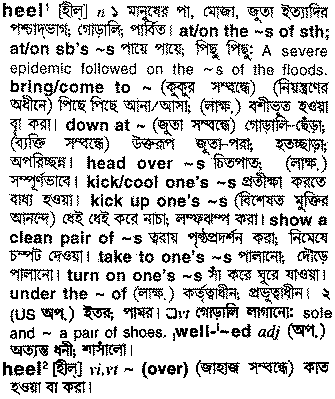 heel¹ [হীল্] n ১ মানুষের পা, মোজা, জুতা ইত্যাদির
পশ্চাদ্ভাগ; গোড়ালি; পার্ষ্ণি। at/on the ~s of sth;
at/on sb's ~s পায়ে পায়ে, পিছু পিছু: A severe
epidemic followed on the ~s of the floods.
bring/come to ~ (কুকুর সম্বন্ধে) (নিয়ন্ত্রণের
অধীনে) পিছে পিছে আনা/আসা; (লাক্ষ.) বশীভূত হওয়া
বা করা। down at ~ (জুতা সম্বন্ধে) গোড়ালি-ছেঁড়া;
(ব্যক্তি সম্বন্ধে) উক্তরূপ জুতা-পরা; হতচ্ছাড়া;
অপরিচ্ছন্ন। head over ~s চিতপাত; (লাক্ষ.)
সম্পূর্ণভাবে। kick/cool one's ~s প্রতীক্ষা করতে
বাধ্য হওয়া। kick up one's ~s (বিশেষত মুক্তির
আনন্দে) ধেই ধেই করে নাচা; লম্ফঝম্প করা। show a
clean pair of ~s ত্বরায় পৃষ্ঠপ্রদর্শন করা; নিমেষে
চম্পট দেওয়া। take to one's ~s পালানো; দৌড়ে
পালানো। turn on one's ~s সাঁ করে ঘুরে যাওয়া।
under the ~ of (লাক্ষ.) কর্তৃত্বাধীন; প্রভুত্বাধীন। ২
(US অপ.) ইতর; পামর। □vt গোড়ালি লাগানো: sole
and ~ a pair of shoes. ˌwell-ˈ~ed adj (অপ.)
অত্যন্ত ধনী; শাসাঁলো।
heel² [হীল্] vi,vt ~ (over) (জাহাজ সম্বন্ধে) কাত
হওয়া বা করা।